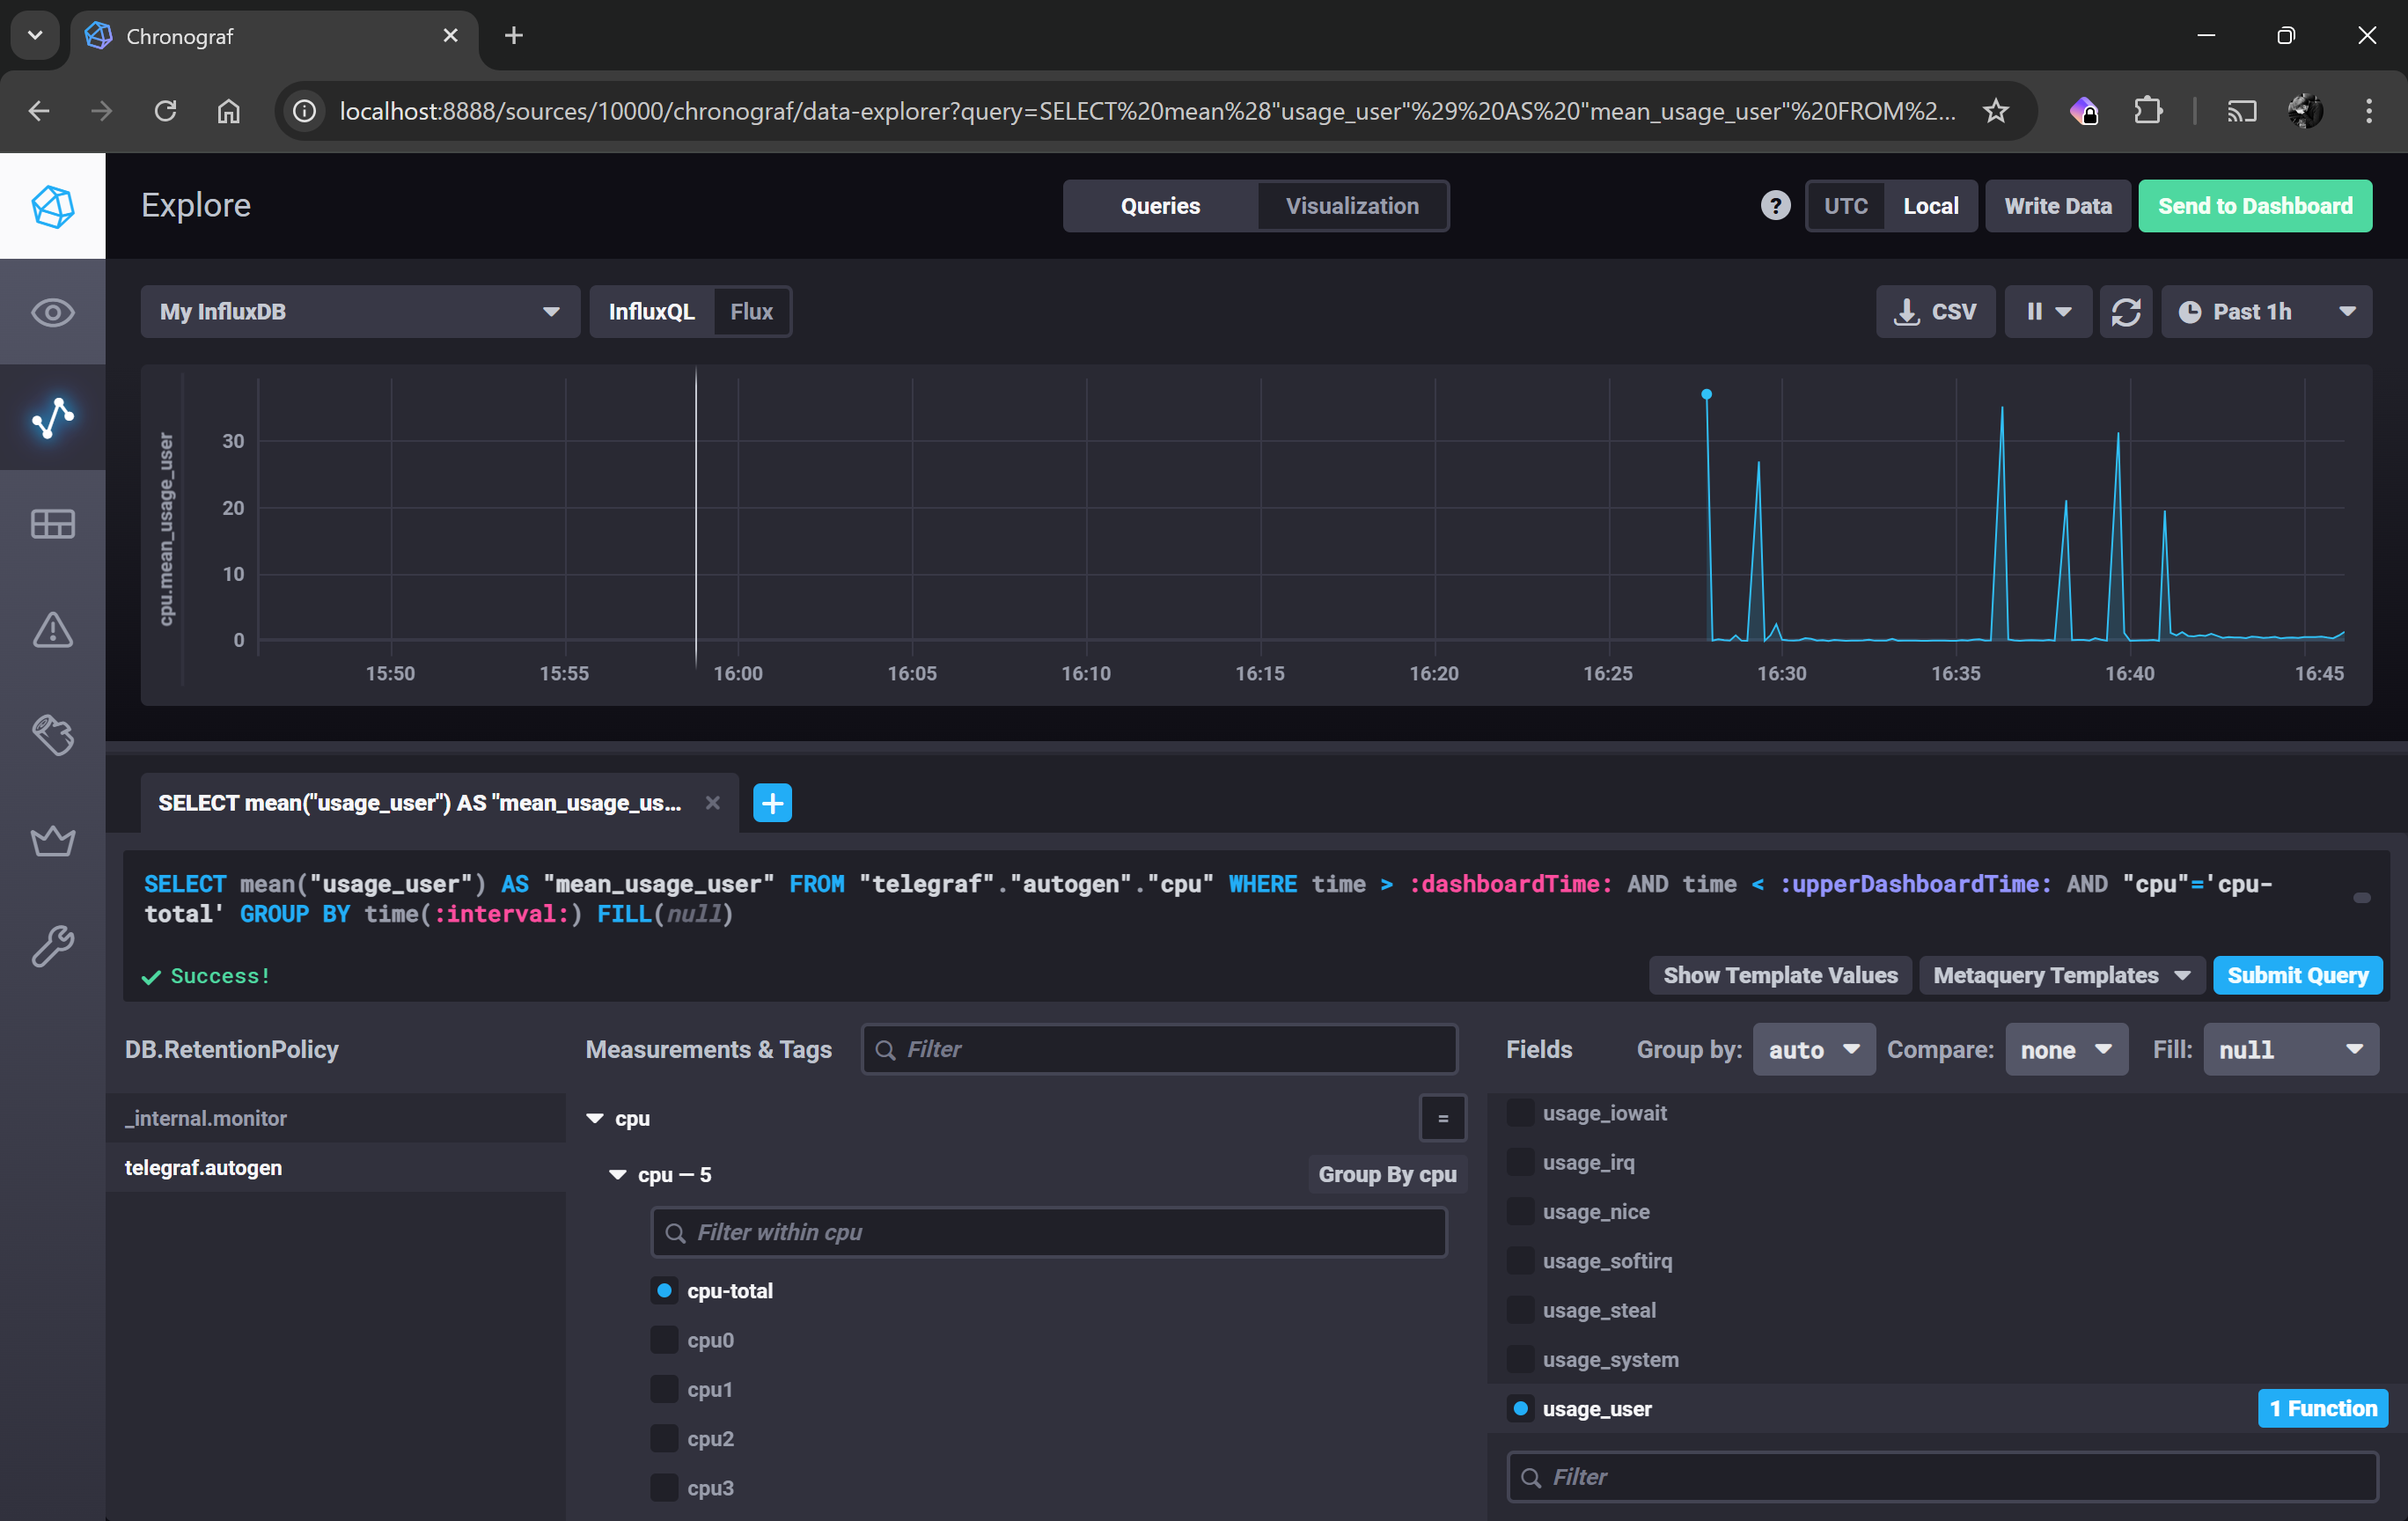 Chronograf
localhost:8888/sources/10000/chronograf/data-explorer?query=SELECT%20mean%28"usage_user"%29%20AS%20"mean_usage_user"%20FROM%2...
Explore
Queries
Visualization
?
UTC
Local
Write Data
Send to Dashboard
My InfluxDB
InfluxQL
Flux
CSV
Past 1h
cpu.mean_usage_user
30
20
10
0
15:50
15:55
16:00
16:05
16:10
16:15
16:20
16:25
16:30
16:35
16:40
16:45
SELECT mean("usage_user") AS "mean_usage_us...
SELECT mean("usage_user") AS "mean_usage_user" FROM "telegraf"."autogen"."cpu" WHERE time > :dashboardTime: AND time < :upperDashboardTime: AND "cpu"='cpu-
total' GROUP BY time(:interval:) FILL(null)
Success!
Show Template Values
Metaquery Templates
Submit Query
DB.RetentionPolicy
Measurements & Tags
Filter
Fields
Group by:
auto
Compare:
none
Fill:
null
_internal.monitor
telegraf.autogen
cpu
=
cpu — 5
Group By cpu
Filter within cpu
cpu-total
cpu0
cpu1
cpu2
cpu3
usage_iowait
usage_irq
usage_nice
usage_softirq
usage_steal
usage_system
usage_user
1 Function
Filter